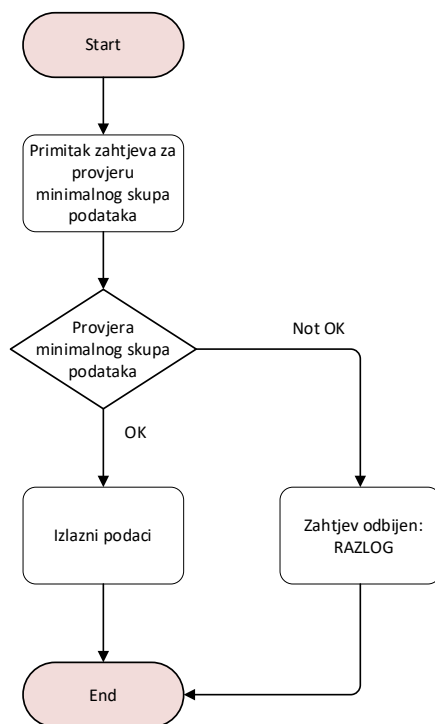 Start
Primitak zahtjeva za
provjeru
minimalnog skupa
podataka
Provjera
minimalnog skupa
podataka
Not OK
OK
Izlazni podaci
Zahtjev odbijen:
RAZLOG
End